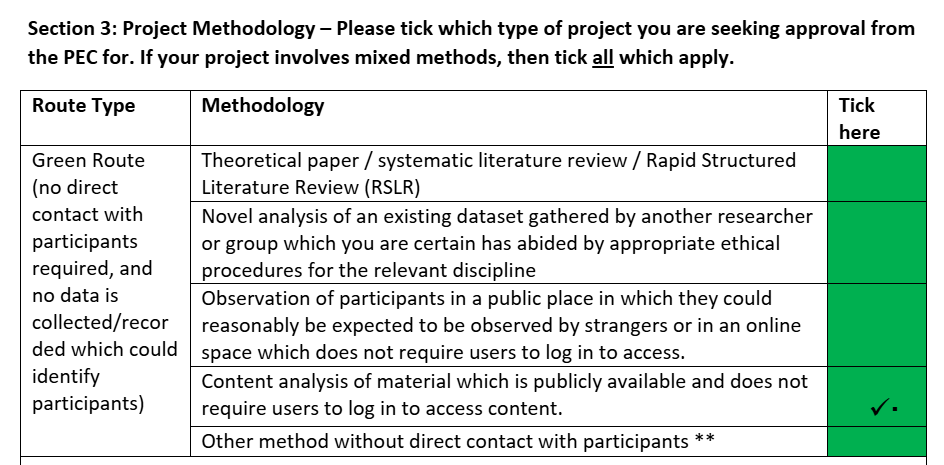 Section 3: Project Methodology – Please tick which type of project you are seeking approval from
the PEC for. If your project involves mixed methods, then tick all which apply.
Route Type
Methodology
Tick
here
Green Route
(no direct
contact with
participants
required, and
no data is
collected/recor
ded which could
identify
participants)
Theoretical paper / systematic literature review / Rapid Structured
Literature Review (RSLR)
Novel analysis of an existing dataset gathered by another researcher
or group which you are certain has abided by appropriate ethical
procedures for the relevant discipline
Observation of participants in a public place in which they could
reasonably be expected to be observed by strangers or in an online
space which does not require users to log in to access.
Content analysis of material which is publicly available and does not
require users to log in to access content.
✓·
Other method without direct contact with participants **